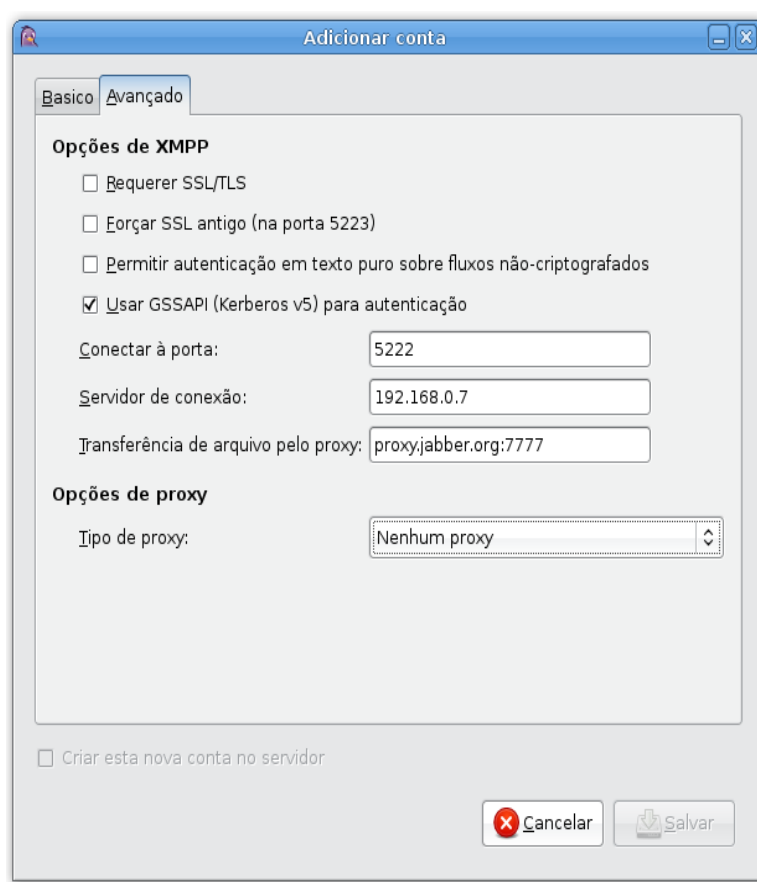 Adicionar conta
Basico Avançado
Opções de XMPP
Requerer SSL/TLS
Forçar SSL antigo (na porta 5223)
Permitir autenticação em texto puro sobre fluxos não-criptografados
Usar GSSAPI (Kerberos v5) para autenticação
Conectar à porta: 5222
Servidor de conexão: 192.168.0.7
Transferência de arquivo pelo proxy: proxy.jabber.org:7777
Opções de proxy
Tipo de proxy: Nenhum proxy
Criar esta nova conta no servidor
Cancelar Salvar